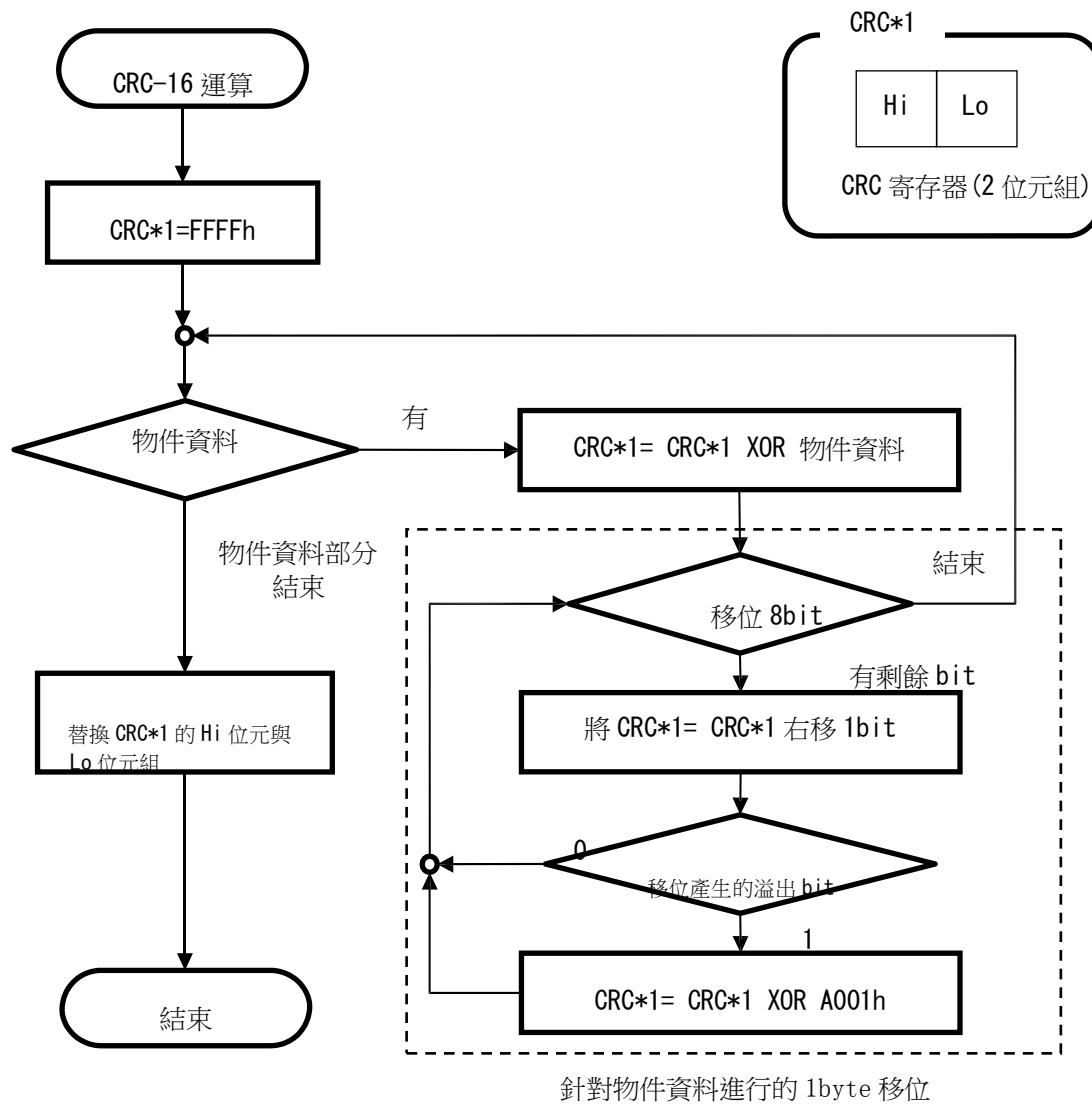 CRC*1
Hi
Lo
CRC 寄存器(2 位元組)
CRC-16 運算
CRC*1=FFFFh
物件資料
有
CRC*1= CRC*1 XOR 物件資料
物件資料部分
結束
結束
移位 8bit
有剩餘 bit
將 CRC*1= CRC*1 右移 1bit
替換 CRC*1 的 Hi 位元與
Lo 位元組
0
移位產生的溢出 bit
1
CRC*1= CRC*1 XOR A001h
結束
針對物件資料進行的 1byte 移位